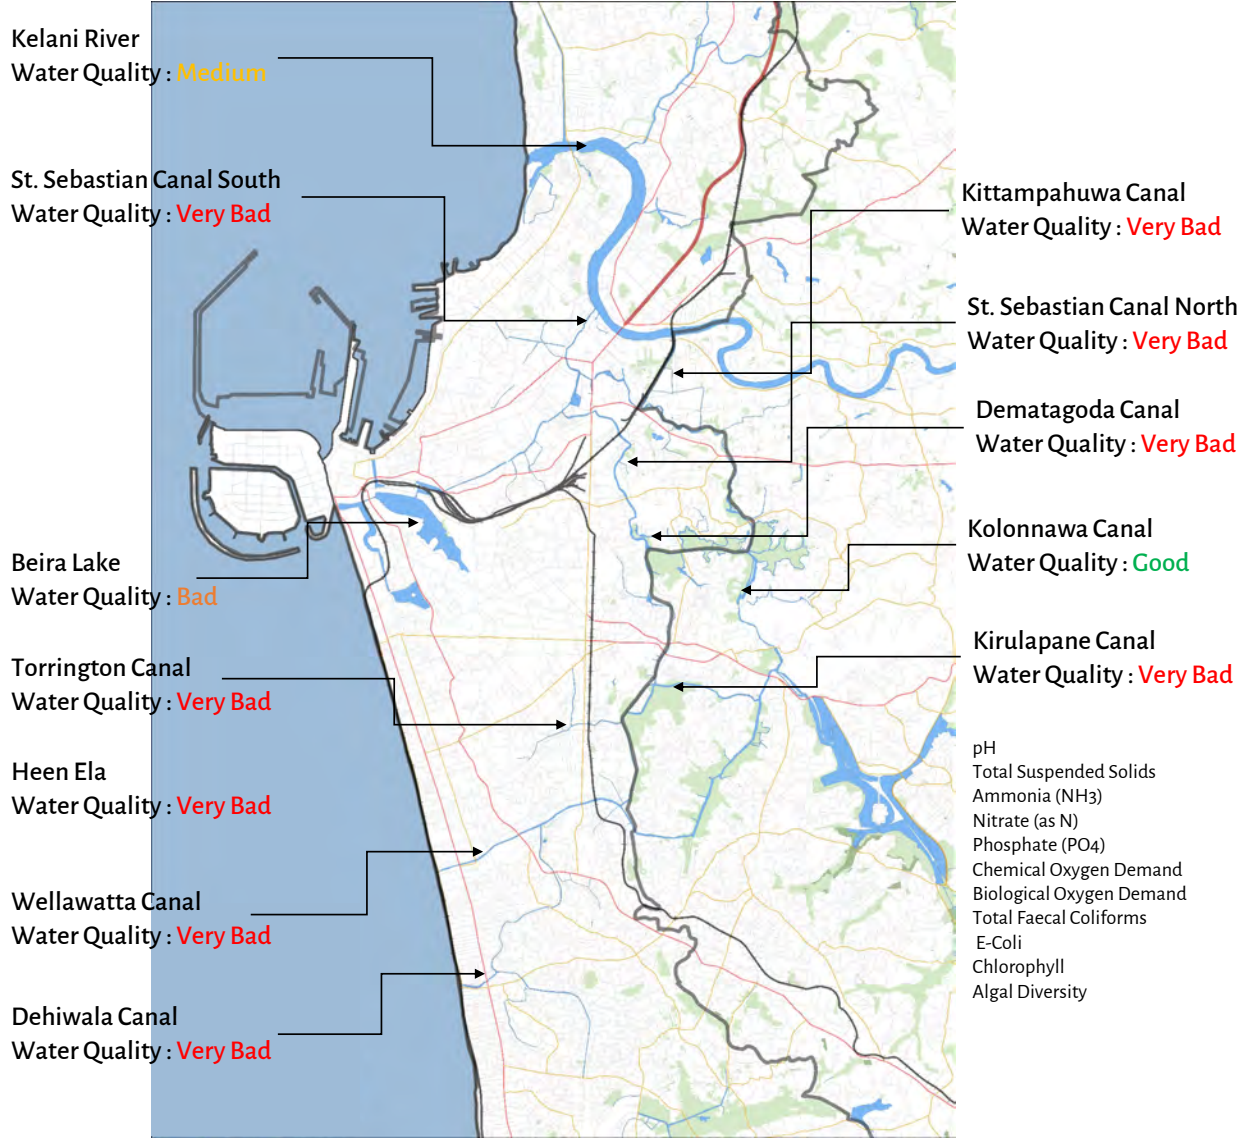 Kelani River
Water Quality : Medium
St. Sebastian Canal South
Water Quality : Very Bad
Beira Lake
Water Quality : Bad
Torrington Canal
Water Quality : Very Bad
Heen Ela
Water Quality : Very Bad
Wellawatta Canal
Water Quality : Very Bad
Dehiwala Canal
Water Quality : Very Bad
Kittampahuwa Canal
Water Quality : Very Bad
St. Sebastian Canal North
Water Quality : Very Bad
Dematagoda Canal
Water Quality : Very Bad
Kolonnawa Canal
Water Quality : Good
Kirulapane Canal
Water Quality : Very Bad
pH
Total Suspended Solids
Ammonia (NH3)
Nitrate (as N)
Phosphate (PO4)
Chemical Oxygen Demand
Biological Oxygen Demand
Total Faecal Coliforms
E-Coli
Chlorophyll
Algal Diversity